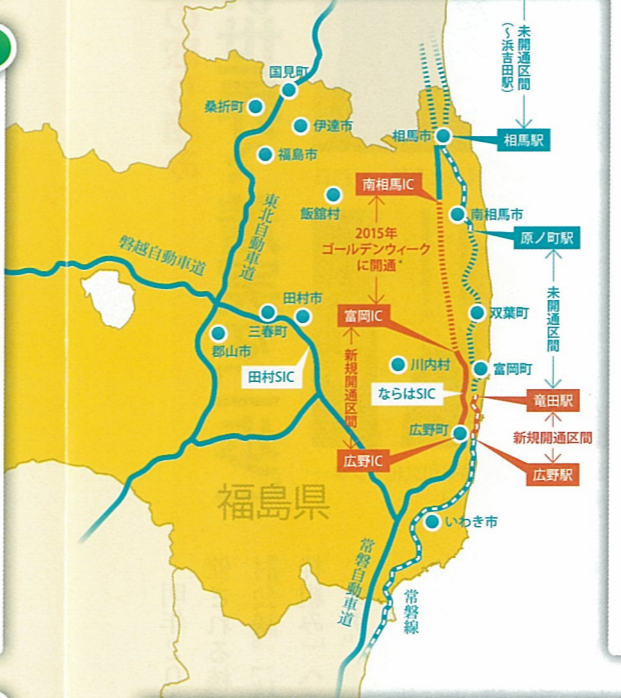 未開通区間
(〜浜吉田駅)
国見町
桑折町
伊達市
相馬市
相馬駅
福島市
南相馬IC
飯舘村
東北自動車道
南相馬市
2015年
ゴールデンウィーク
に開通*
原ノ町駅
磐越自動車道
未開通区間
田村市
三春町
富岡IC
双葉町
郡山市
新規開通区間
川内村
富岡町
田村SIC
ならはSIC
竜田駅
広野町
新規開通区間
広野IC
広野駅
福島県
いわき市
常磐自動車道
常磐線